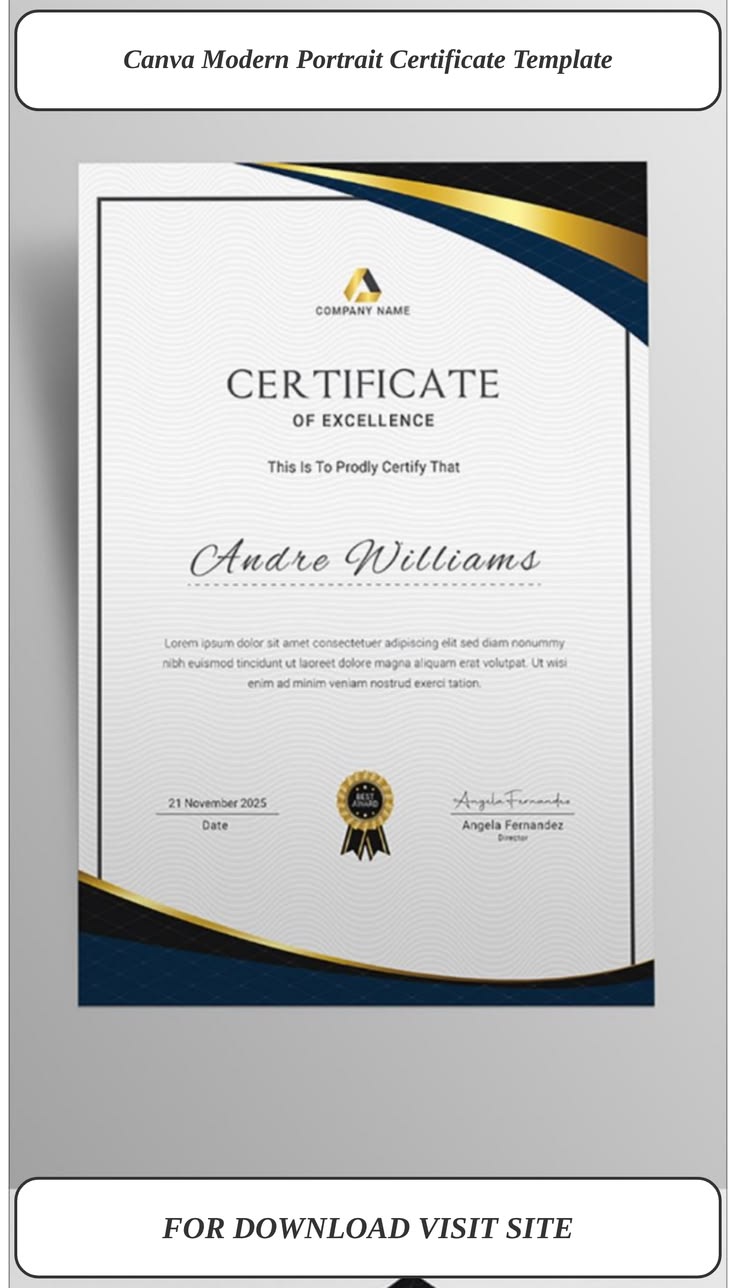 Canva Modern Portrait Certificate Template
COMPANY NAME
CERTIFICATE
OF EXCELLENCE
This Is To Prodly Certify That
Andre Williams
Lorem ipsum dolor sit amet consectetuer adipiscing elit sed diam nonummy
nibh euismod tincidunt ut laoreet dolore magna aliquam erat volutpat. Ut wisi
enim ad minim veniam nostrud exerci tation.
21 November 2025
Date
BEST
AWARD
Angela Fernandez
Angela Fernandez
Director
FOR DOWNLOAD VISIT SITE